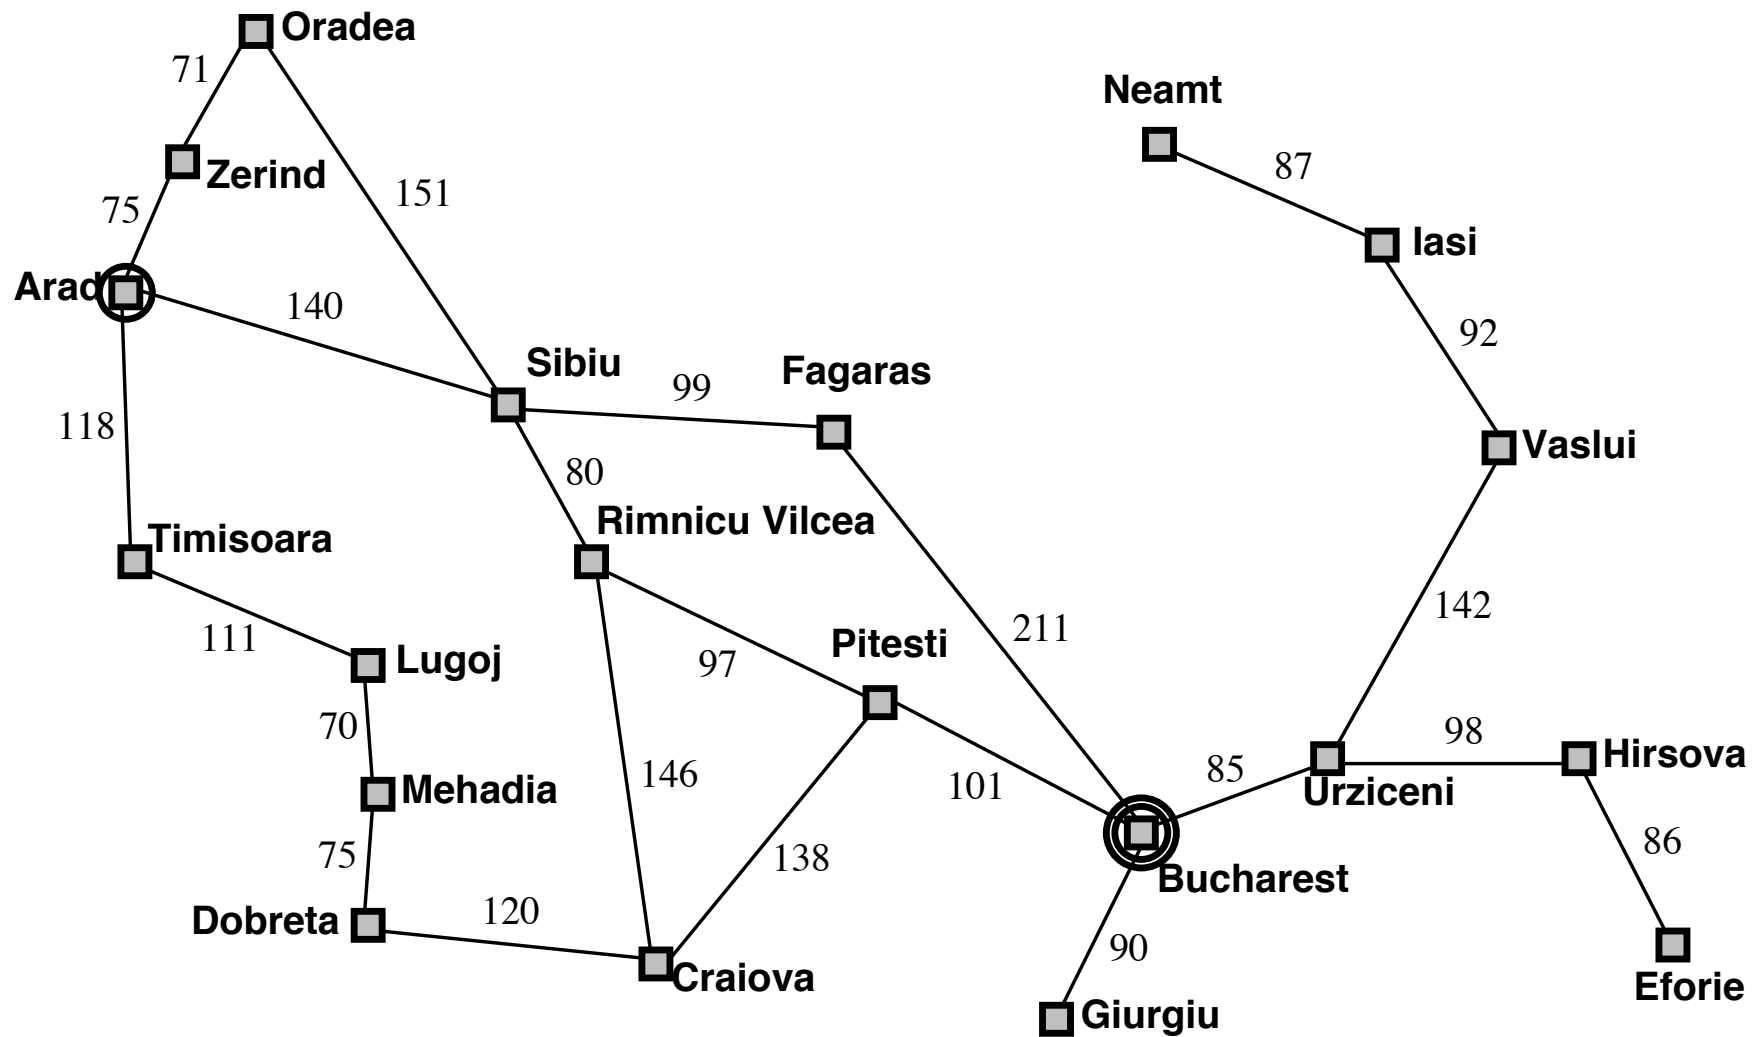 Oradea
71
Neamt
Zerind
87
151
75
Iasi
Arad
140
92
Sibiu
Fagaras
99
118
Vaslui
80
Rimnicu Vilcea
Timisoara
142
211
111
Pitesti
Lugoj
97
70
98
Hirsova
146
85
101
Mehadia
Urziceni
86
75
138
Bucharest
120
Dobreta
90
Craiova
Eforie
Giurgiu